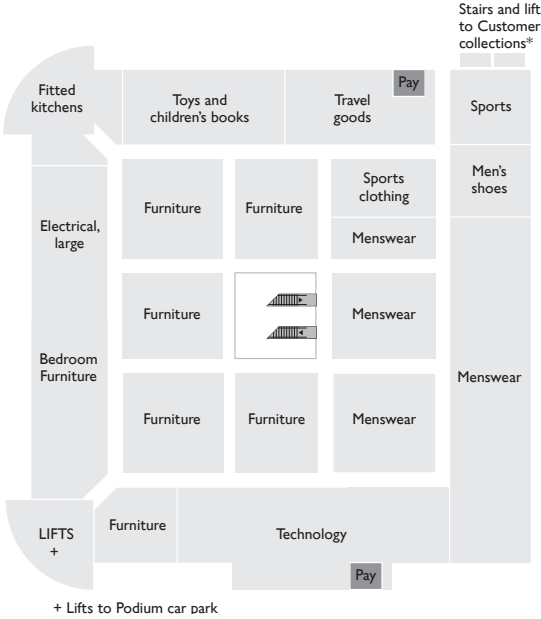 Stairs and lift
to Customer
collections*
Fitted
kitchens
Toys and
children's books
Travel
goods
Pay
Sports
Men's
shoes
Furniture
Furniture
Sports
clothing
Menswear
Electrical,
large
Furniture
Menswear
Bedroom
Furniture
Menswear
Furniture
Furniture
Menswear
LIFTS
+
Furniture
Technology
Pay
+ Lifts to Podium car park